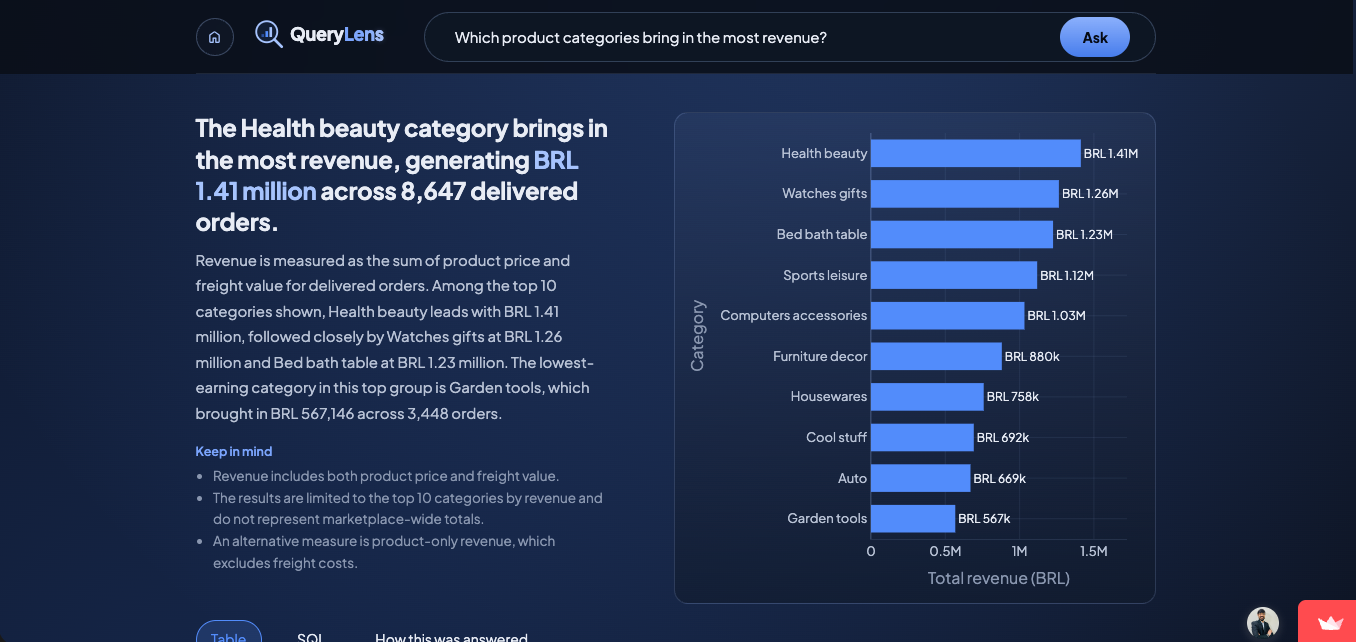 QueryLens
Which product categories bring in the most revenue?
Ask
The Health beauty category brings in
the most revenue, generating BRL
1.41 million across 8,647 delivered
orders.
Revenue is measured as the sum of product price and
freight value for delivered orders. Among the top 10
categories shown, Health beauty leads with BRL 1.41
million, followed closely by Watches gifts at BRL 1.26
million and Bed bath table at BRL 1.23 million. The lowest-
earning category in this top group is Garden tools, which
brought in BRL 567,146 across 3,448 orders.
Keep in mind
• Revenue includes both product price and freight value.
• The results are limited to the top 10 categories by revenue and
do not represent marketplace-wide totals.
• An alternative measure is product-only revenue, which
excludes freight costs.
Table
SQL
How this was answered
Category
Health beauty BRL 1.41M
Watches gifts BRL 1.26M
Bed bath table BRL 1.23M
Sports leisure BRL 1.12M
Computers accessories BRL 1.03M
Furniture decor BRL 880k
Housewares BRL 758k
Cool stuff BRL 692k
Auto BRL 669k
Garden tools BRL 567k
0 0.5M 1M 1.5M
Total revenue (BRL)